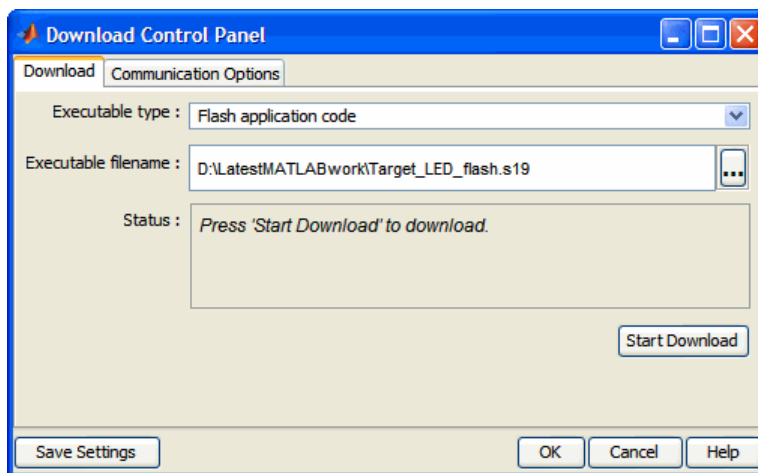 Download Control Panel
Download Communication Options
Executable type : Flash application code
Executable filename : D:\LatestMATLABwork\Target_LED_flash.s19 ...
Status : Press 'Start Download' to download.
Start Download
Save Settings OK Cancel Help